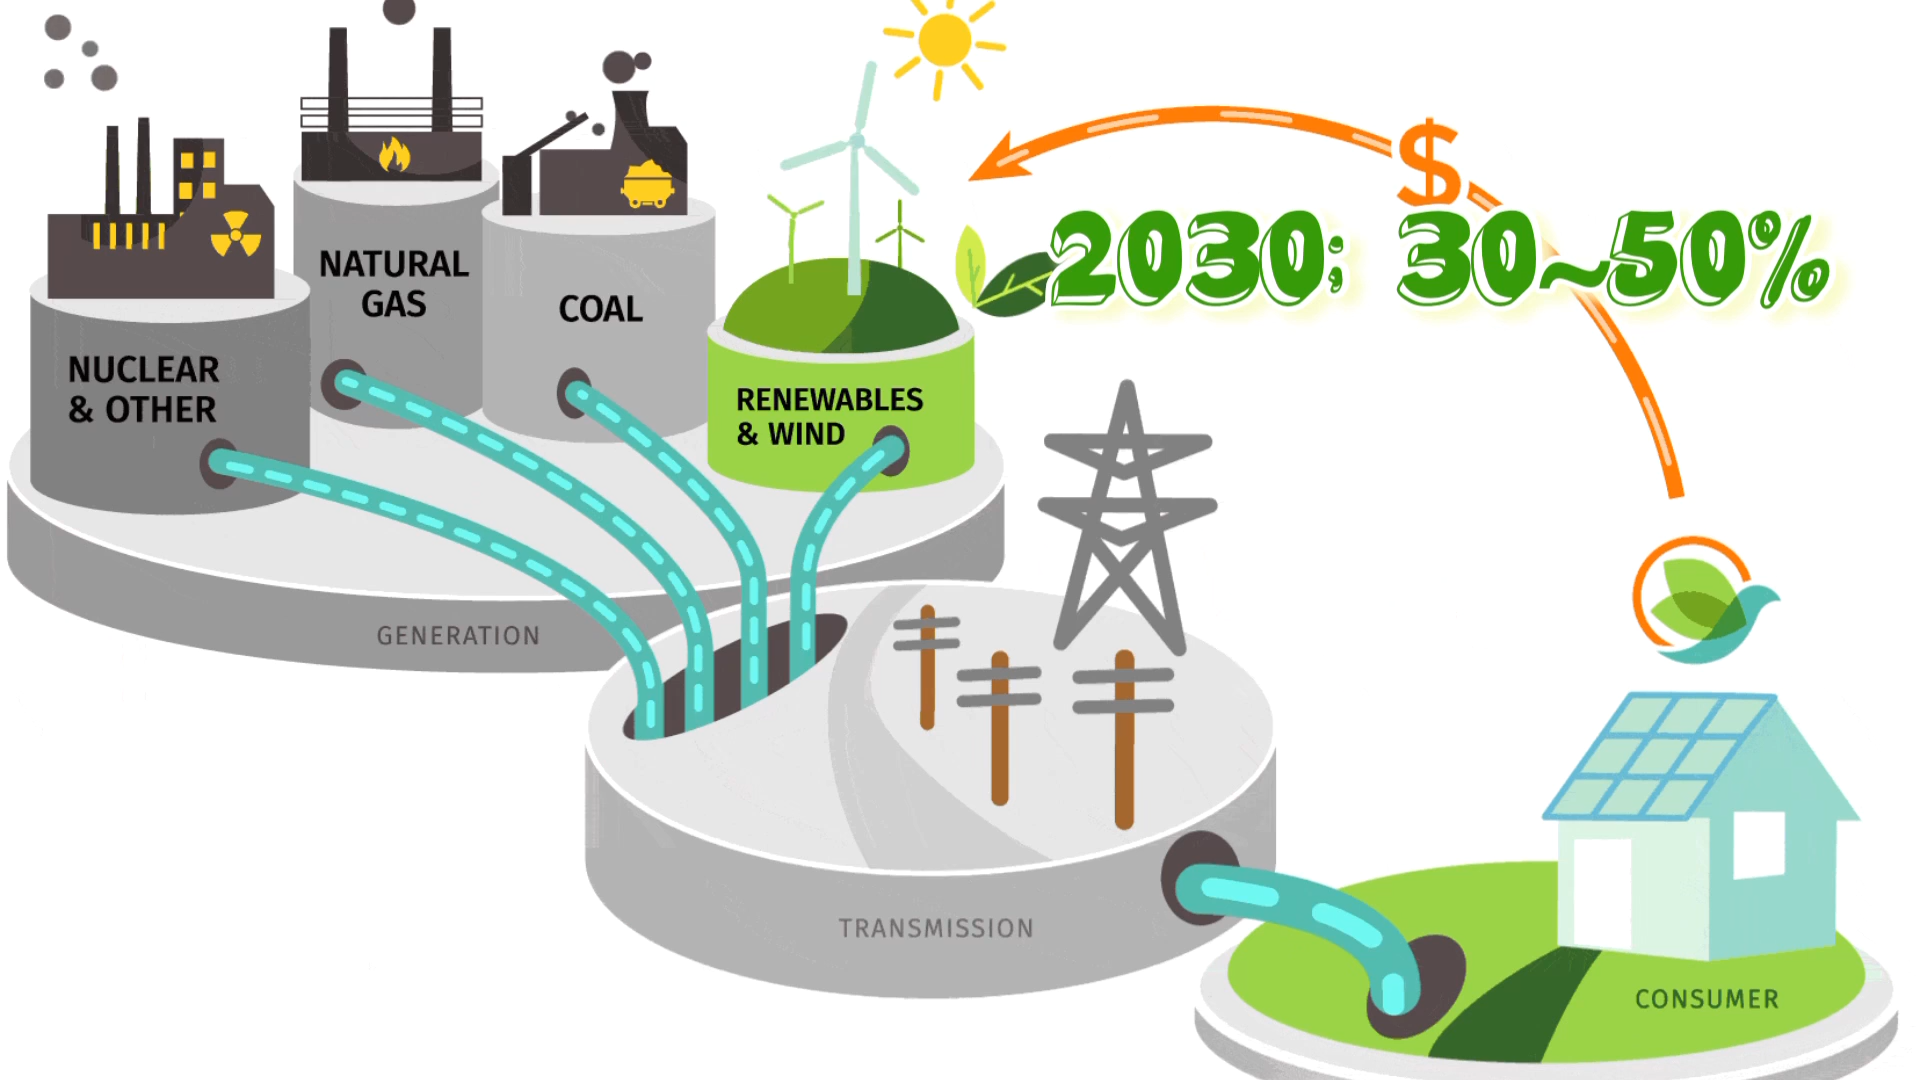 $
2030; 30~50%
NATURAL
GAS
COAL
NUCLEAR
& OTHER
RENEWABLES
& WIND
GENERATION
TRANSMISSION
CONSUMER